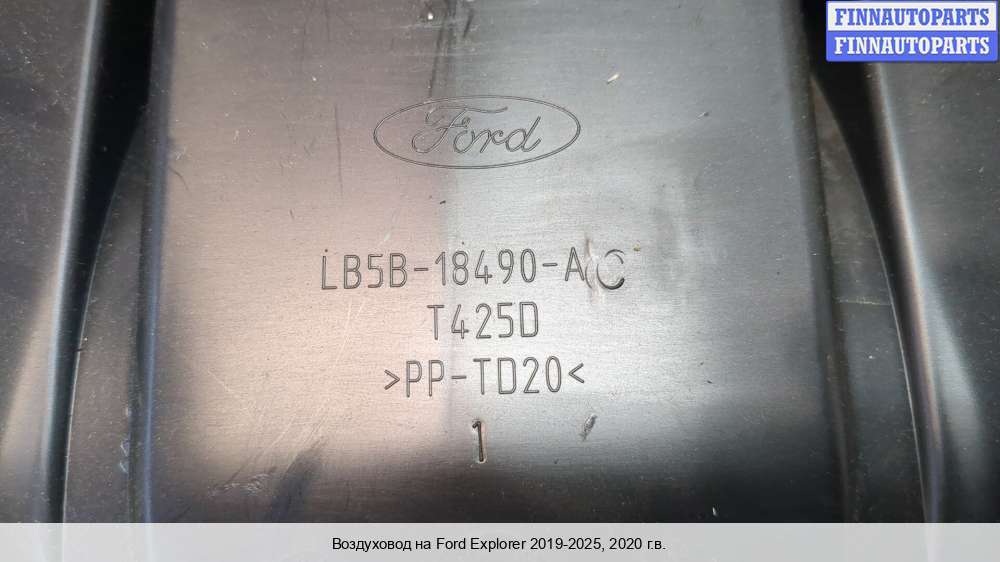 FINNAUTOPARTS
FINNAUTOPARTS
Ford
LB5B-18490-AC
T425D
>PP-TD20<
1
Воздуховод на Ford Explorer 2019-2025, 2020 г.в.